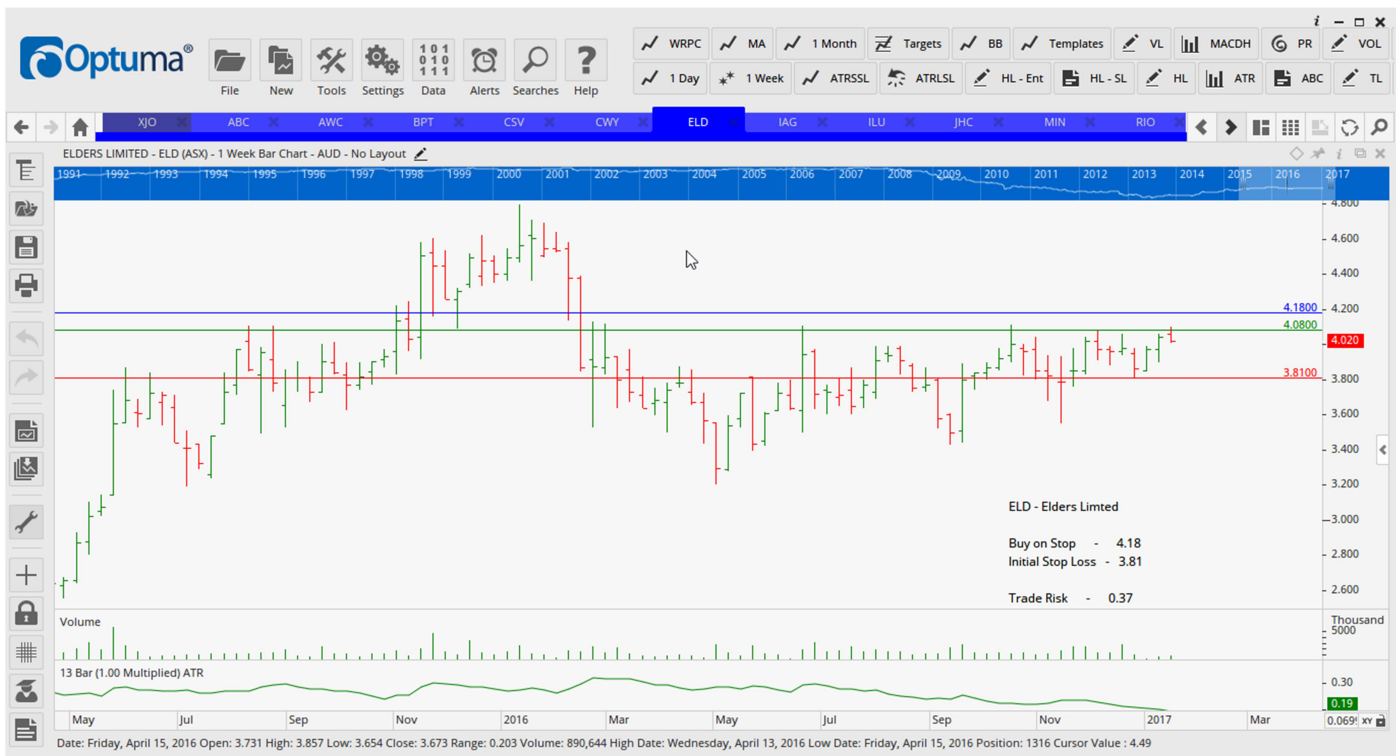 i
Optuma®
File
New
Tools
Settings
101
010
111
Data
Alerts
Searches
?
Help
WRPC MA 1 Month Targets BB Templates VL MACDH PR VOL
1 Day 1 Week ATRSSL ATRLSL HL - Ent HL - SL HL ATR ABC TL
XJO ABC AWC BPT CSV CWY ELD IAG ILU JHC MIN RIO
ELDERS LIMITED - ELD (ASX) - 1 Week Bar Chart - AUD - No Layout
i
1991 1992 1993 1994 1995 1996 1997 1998 1999 2000 2001 2002 2003 2004 2005 2006 2007 2008 2009 2010 2011 2012 2013 2014 2015 2016 2017
4.800
4.600
4.400
4.200
4.1800
4.0800
4.020
3.8100
3.800
3.600
3.400
3.200
3.000
2.800
2.600
ELD - Elders Limted
Buy on Stop - 4.18
Initial Stop Loss - 3.81
Trade Risk - 0.37
Volume
Thousand
5000
13 Bar (1.00 Multiplied) ATR
0.30
0.19
May Jul Sep Nov 2016 Mar May Jul Sep Nov 2017 Mar
XY
Date: Friday, April 15, 2016 Open: 3.731 High: 3.857 Low: 3.654 Close: 3.673 Range: 0.203 Volume: 890,644 High Date: Wednesday, April 13, 2016 Low Date: Friday, April 15, 2016 Position: 1316 Cursor Value : 4.49